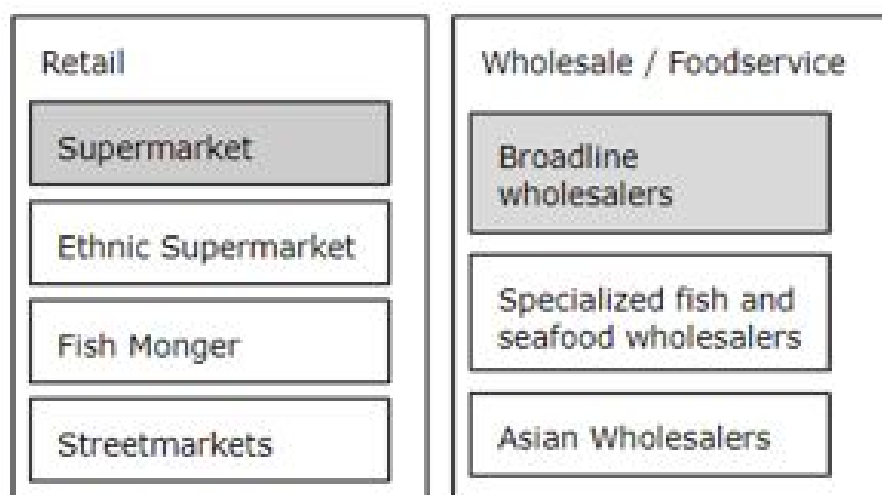 Retail
Supermarket
Ethnic Supermarket
Fish Monger
Streetmarkets
Wholesale / Foodservice
Broadline
wholesalers
Specialized fish and
seafood wholesalers
Asian Wholesalers